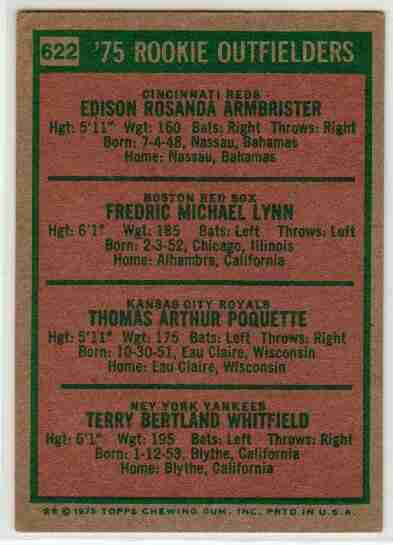 622 '75 ROOKIE OUTFIELDERS
CINCINNATI REDS
EDISON ROSANDA ARMBRISTER
Hgt: 5'11" Wgt: 160 Bats: Right Throws: Right
Born: 7-4-48, Nassau, Bahamas
Home: Nassau, Bahamas
BOSTON RED SOX
FREDRIC MICHAEL LYNN
Hgt: 6'1" Wgt: 185 Bats: Left Throws: Left
Born: 2-3-52, Chicago, Illinois
Home: Alhambra, California
KANSAS CITY ROYALS
THOMAS ARTHUR POQUETTE
Hgt: 5'11" Wgt: 175 Bats: Left Throws: Right
Born: 10-30-51, Eau Claire, Wisconsin
Home: Eau Claire, Wisconsin
NEW YORK YANKEES
TERRY BERTLAND WHITFIELD
Hgt: 6'1" Wgt: 195 Bats: Left Throws: Right
Born: 1-12-53, Blythe, California
Home: Blythe, California
© 1975 TOPPS CHEWING GUM, INC. PRTD IN U.S.A.